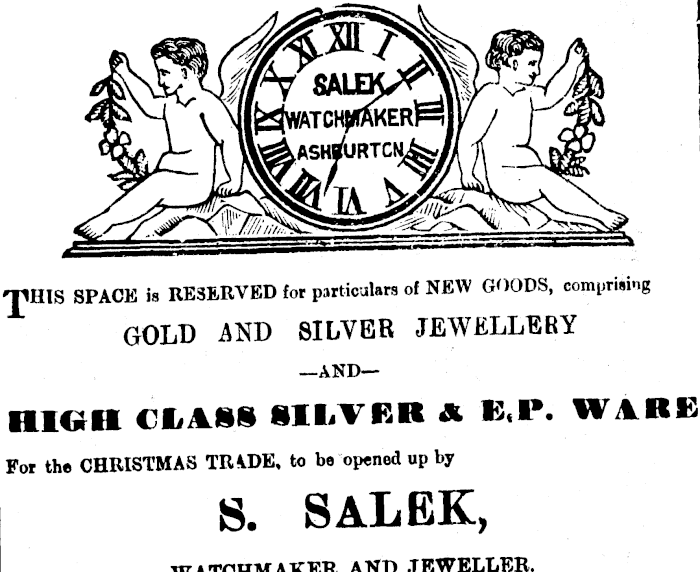 XII I II III IIII V VI VII VIII IX X XI
SALEK
WATCHMAKER
ASHBURTON
THIS SPACE is RESERVED for particulars of NEW GOODS, comprising
GOLD AND SILVER JEWELLERY
—AND—
HIGH CLASS SILVER & E.P. WARE
For the CHRISTMAS TRADE, to be opened up by
S. SALEK,
WATCHMAKER AND JEWELLER.